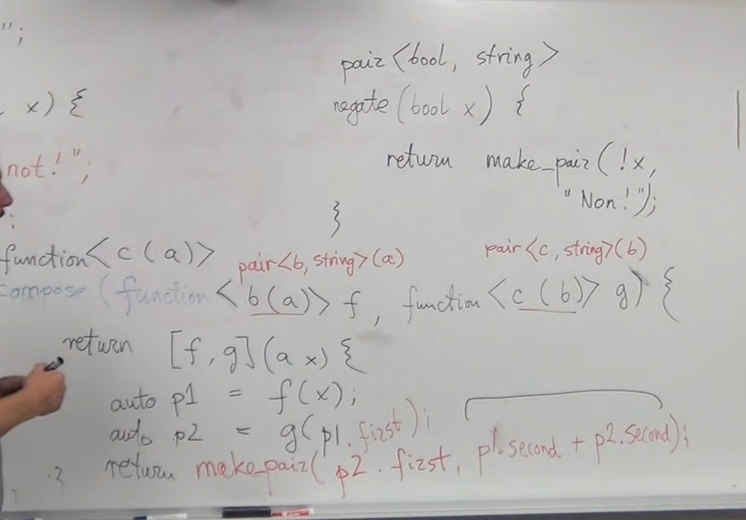 ";
pair<bool, string>
x) {
negate (bool x) {
not!";
return make_pair(!x,
"Non!");
}
function<c(a)>
pair<b, string>(a)
pair<c, string>(b)
compose (function<b(a)> f, function<c(b)> g) {
return [f,g](a x) {
auto p1 = f(x);
auto p2 = g(p1.first);
return make_pair(p2.first, p1.second + p2.second);